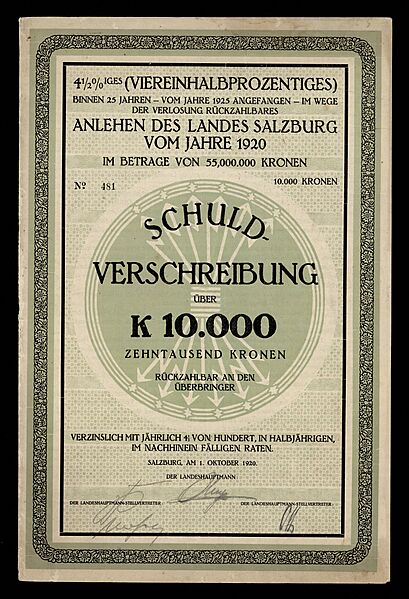 4½%IGES (VIEREINHALBPROZENTIGES)
BINNEN 25 JAHREN – VOM JAHRE 1925 ANGEFANGEN – IM WEGE
DER VERLOSUNG RÜCKZAHLBARES
ANLEHEN DES LANDES SALZBURG
VOM JAHRE 1920
IM BETRAGE VON 55,000.000 KRONEN
No 481
10.000 KRONEN
SCHULD-
VERSCHREIBUNG
ÜBER
K 10.000
ZEHNTAUSEND KRONEN
RÜCKZAHLBAR AN DEN
ÜBERBRINGER
VERZINSLICH MIT JÄHRLICH 4½ VON HUNDERT, IN HALBJÄHRIGEN,
IM NACHHINEIN FÄLLIGEN RATEN.
SALZBURG, AM 1. OKTOBER 1920.
DER LANDESHAUPTMANN:
DER LANDESHAUPTMANN-STELLVERTRETER:
DER LANDESHAUPTMANN-STELLVERTRETER: